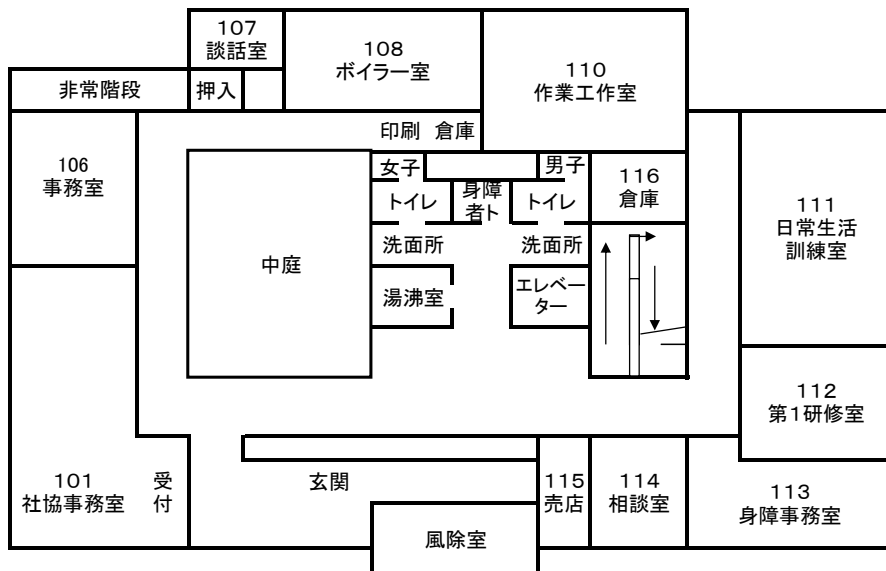 107
談話室
108
ボイラー室
110
作業工作室
非常階段
押入
印刷 倉庫
106
事務室
女子
男子
116
倉庫
トイレ
身障
者ト
トイレ
111
日常生活
訓練室
中庭
洗面所
洗面所
湯沸室
エレベー
ター
112
第1研修室
101
社協事務室
受
付
玄関
115
売店
114
相談室
113
身障事務室
風除室